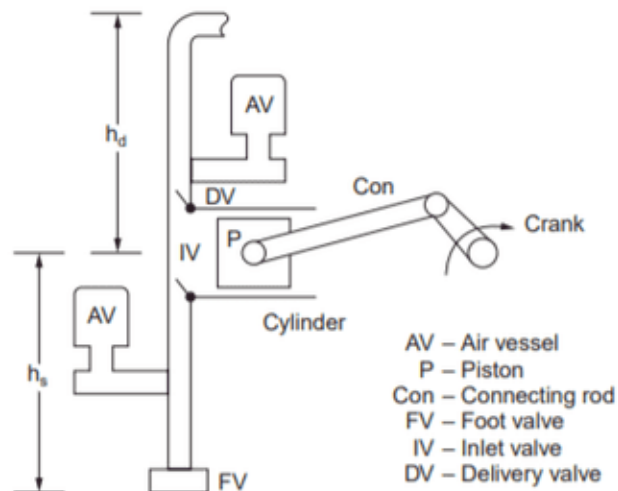 AV
h_d
DV
Con
IV
P
Crank
AV
Cylinder
h_s
FV
AV – Air vessel
P – Piston
Con – Connecting rod
FV – Foot valve
IV – Inlet valve
DV – Delivery valve